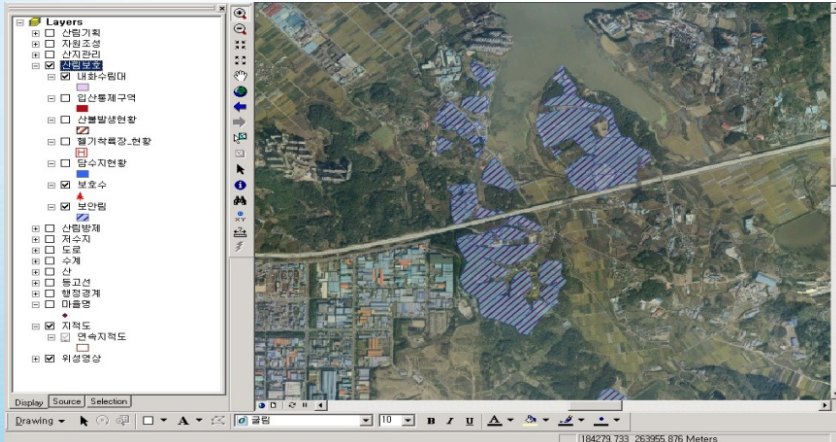 Layers
산림기획
자원조성
산지관리
산림보호
내화수림대
입산통제구역
산불발생현황
헬기착륙장_현황
담수지현황
보호수
보안림
산림방제
저수지
도로
수계
산
등고선
행정경계
마을명
지적도
연속지적도
위성영상
Display Source Selection
Drawing A 굴림 10 B I U A
184279.733 263955.876 Meters